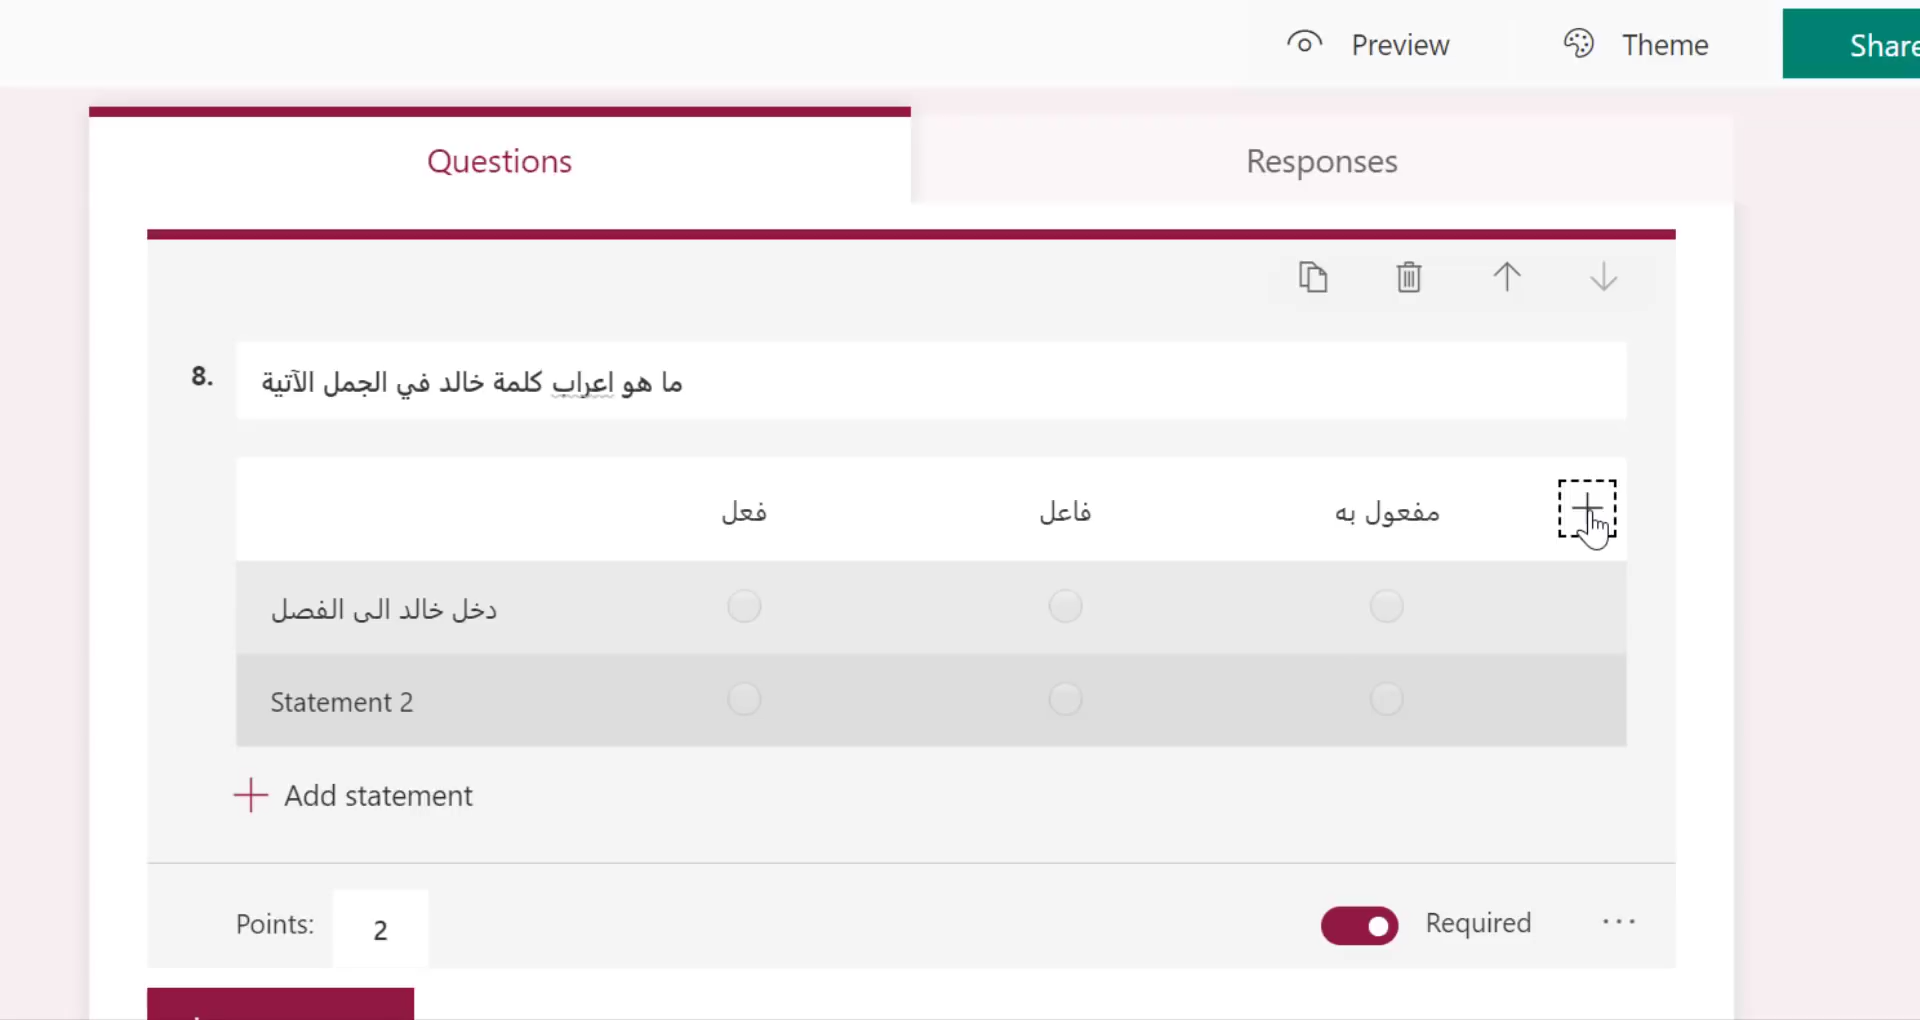 Preview
Theme
Share
Questions
Responses
8.
ما هو اعراب كلمة خالد في الجمل الآتية
فعل
فاعل
مفعول به
دخل خالد الى الفصل
Statement 2
Add statement
Points:
2
Required